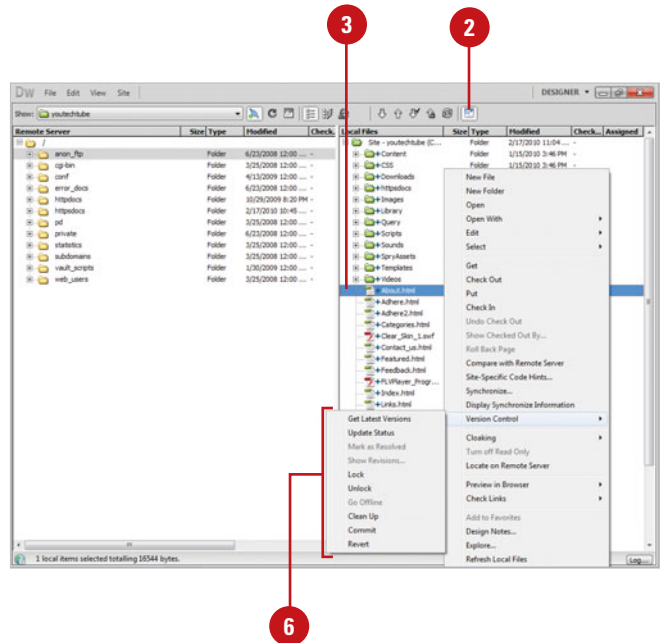 3
2
DW File Edit View Site
DESIGNER
Show: youtechtube
Remote Server Size Type Modified Check.
/
anon_ftp Folder 6/23/2008 12:00 ... -
cgi-bin Folder 3/25/2008 12:00 ... -
conf Folder 4/13/2009 12:00 ... -
error_docs Folder 6/23/2008 12:00 ... -
httpdocs Folder 10/29/2009 8:20 PM -
httpsdocs Folder 2/17/2010 10:45 ... -
pd Folder 3/25/2008 12:00 ... -
private Folder 6/23/2008 12:00 ... -
statistics Folder 3/25/2008 12:00 ... -
subdomains Folder 3/25/2008 12:00 ... -
vault_scripts Folder 1/30/2009 12:00 ... -
web_users Folder 3/25/2008 12:00 ... -
Local Files Size Type Modified Check... Assigned
Site - youtechtube (C... Folder 2/17/2010 11:04 ... -
Content Folder 1/15/2010 3:46 PM -
CSS Folder 1/15/2010 3:46 PM -
Downloads
httpsdocs
Images
Library
Query
Scripts
Sounds
SpryAssets
Templates
Videos
About.html
Adhere.html
Adhere2.html
Categories.html
Clear_Skin_1.swf
Contact_us.html
Featured.html
Feedback.html
FLVPlayer_Progr...
Index.html
Links.html
New File
New Folder
Open
Open With
Edit
Select
Get
Check Out
Put
Check In
Undo Check Out
Show Checked Out By...
Roll Back Page
Compare with Remote Server
Site-Specific Code Hints...
Synchronize...
Display Synchronize Information
Version Control
Cloaking
Turn off Read Only
Locate on Remote Server
Preview in Browser
Check Links
Add to Favorites
Design Notes...
Explore...
Refresh Local Files
Get Latest Versions
Update Status
Mark as Resolved
Show Revisions...
Lock
Unlock
Go Offline
Clean Up
Commit
Revert
1 local items selected totalling 16544 bytes.
Log...
6